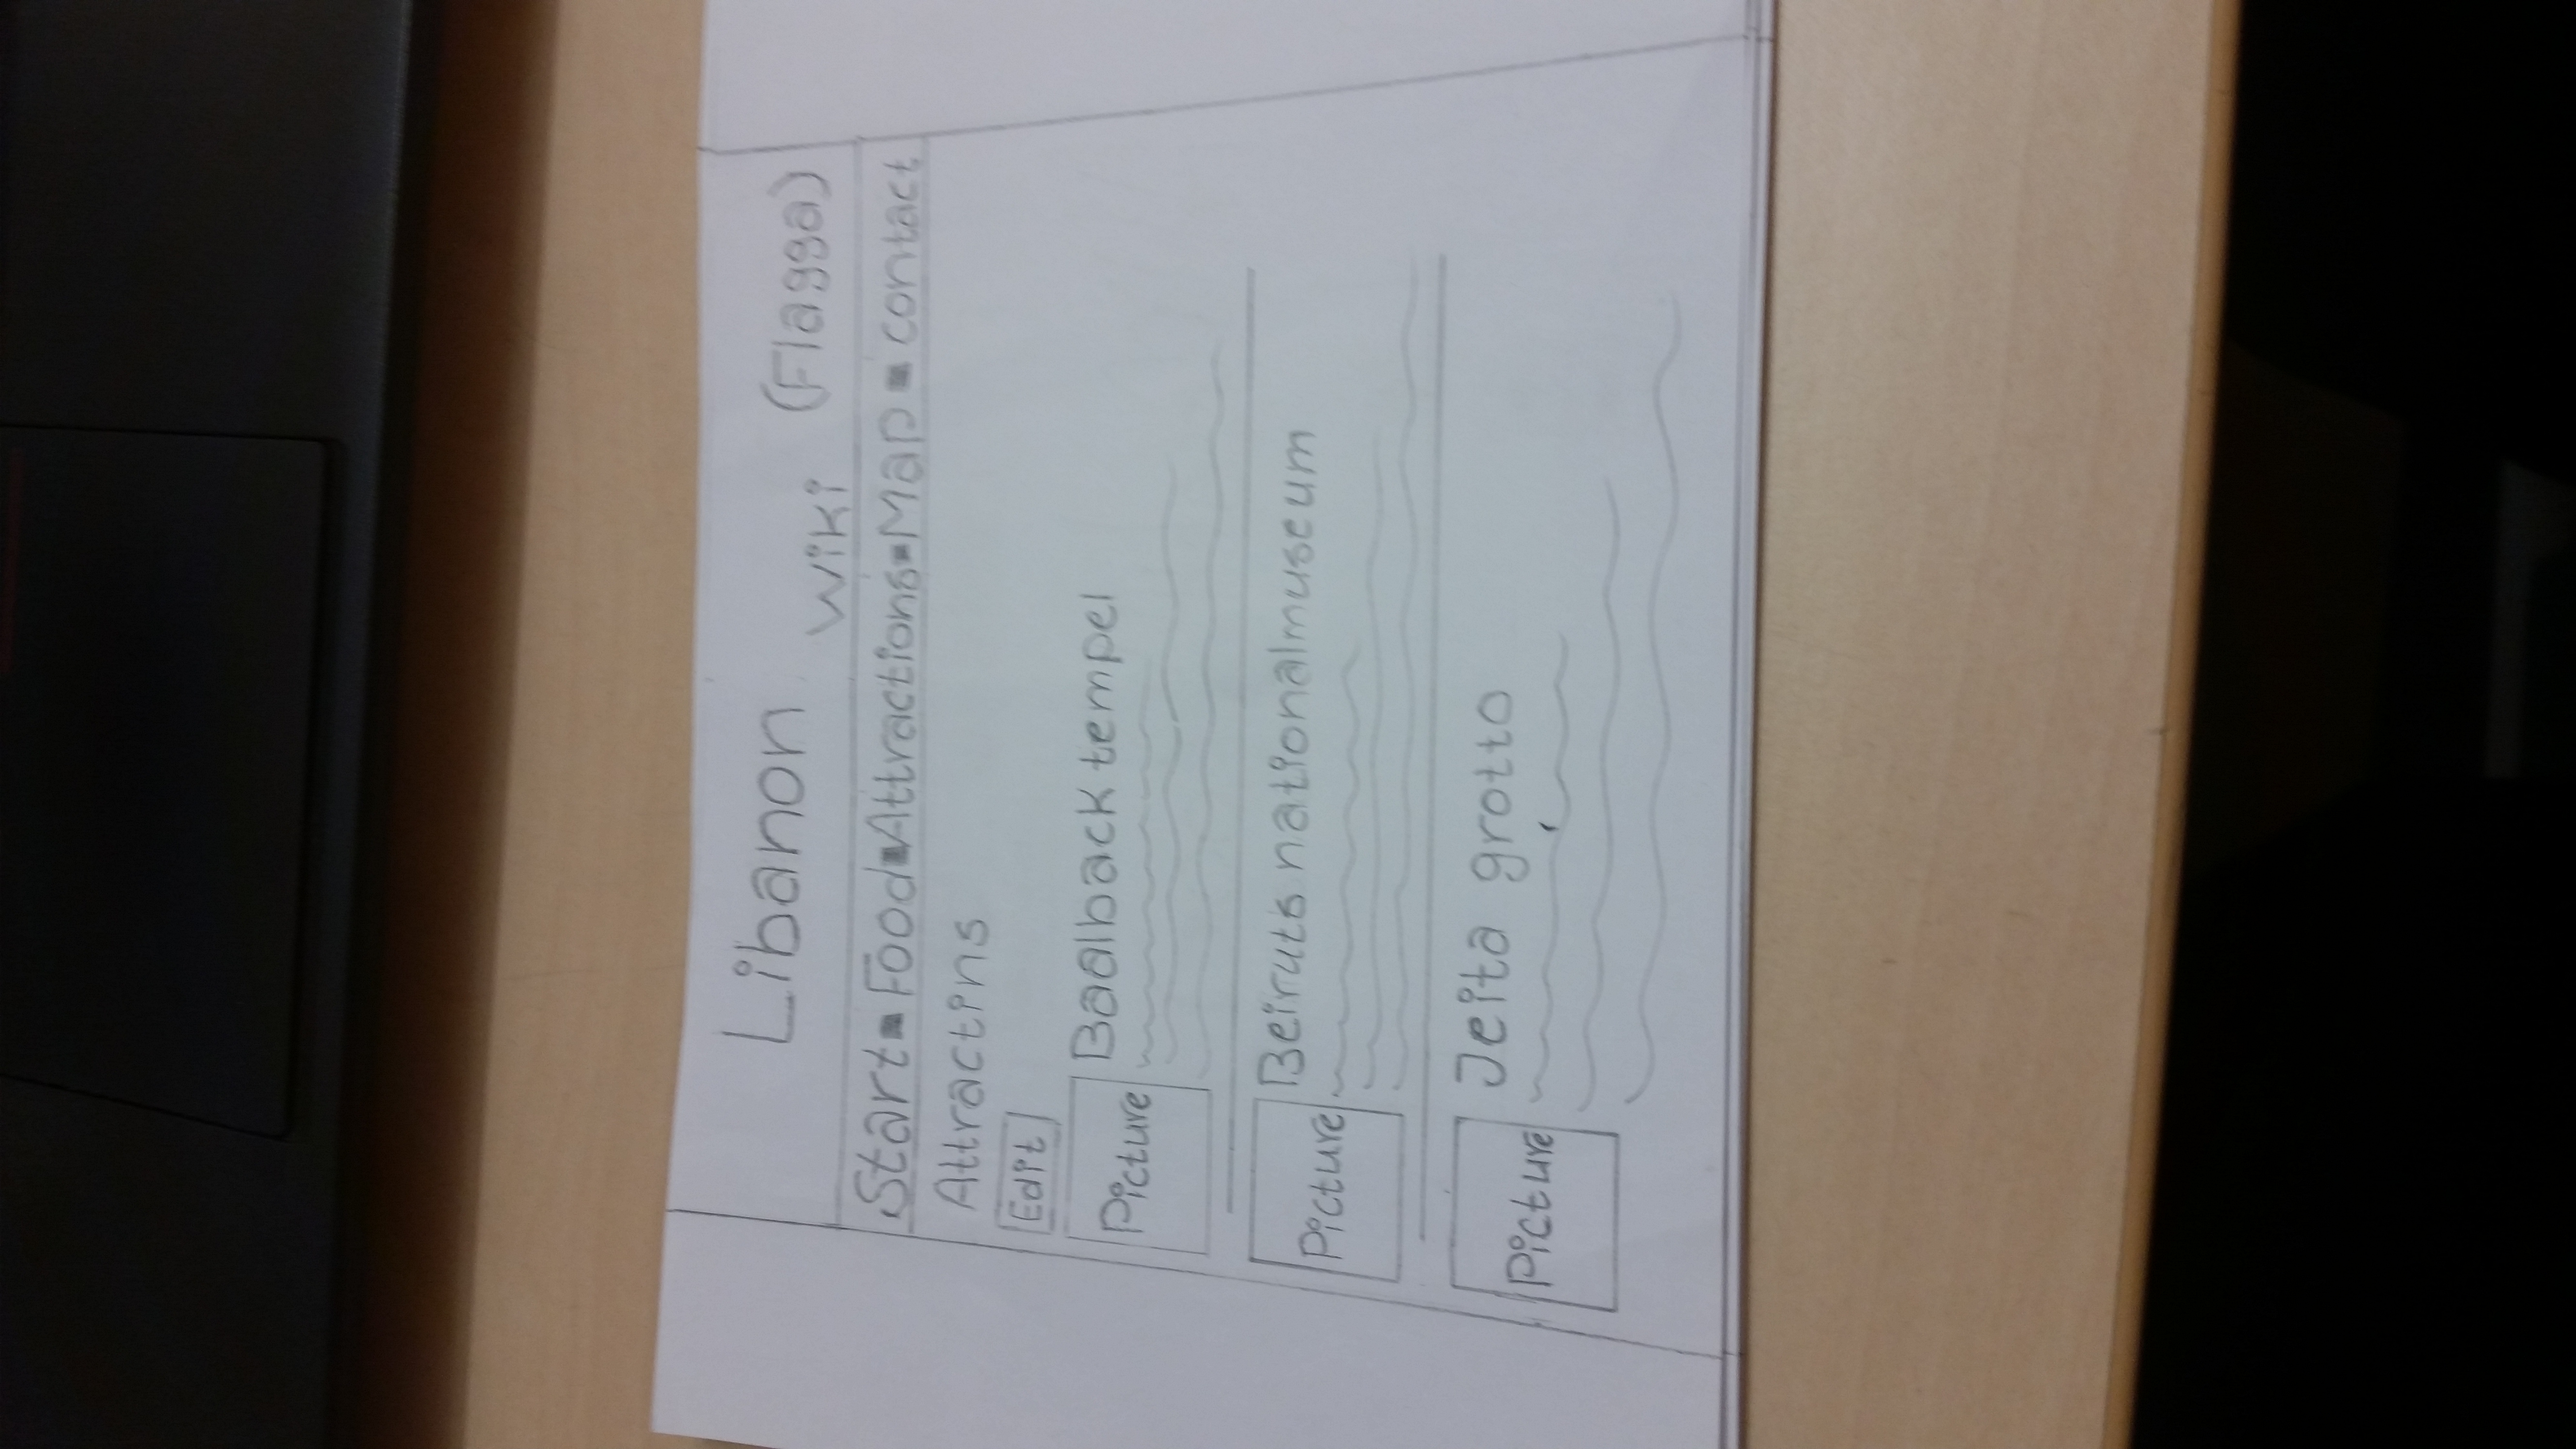 Libanon
Wiki
(Flagga)
Start ▪ Food ▪ Attractions ▪ Map ▪ contact
Attractins
Edit
Picture
Baalback tempel
Picture
Beiruts nationalmuseum
Picture
Jeita grotto